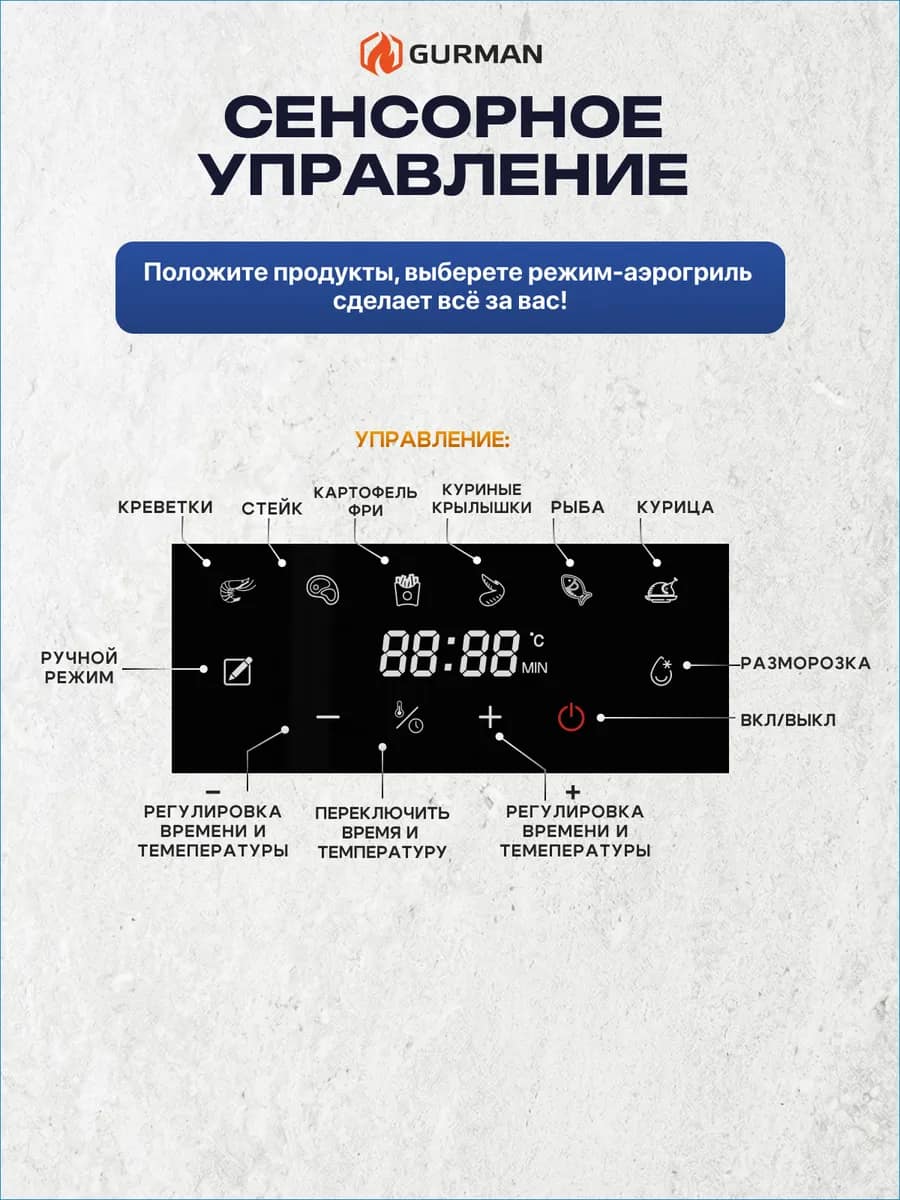 GURMAN
СЕНСОРНОЕ
УПРАВЛЕНИЕ
Положите продукты, выберете режим-аэрогриль
сделает всё за вас!
УПРАВЛЕНИЕ:
КРЕВЕТКИ
СТЕЙК
КАРТОФЕЛЬ
ФРИ
КУРИНЫЕ
КРЫЛЫШКИ
РЫБА
КУРИЦА
88:88 °C
MIN
РУЧНОЙ
РЕЖИМ
РАЗМОРОЗКА
ВКЛ/ВЫКЛ
–
РЕГУЛИРОВКА
ВРЕМЕНИ И
ТЕМЕПЕРАТУРЫ
ПЕРЕКЛЮЧИТЬ
ВРЕМЯ И
ТЕМПЕРАТУРУ
+
РЕГУЛИРОВКА
ВРЕМЕНИ И
ТЕМЕПЕРАТУРЫ